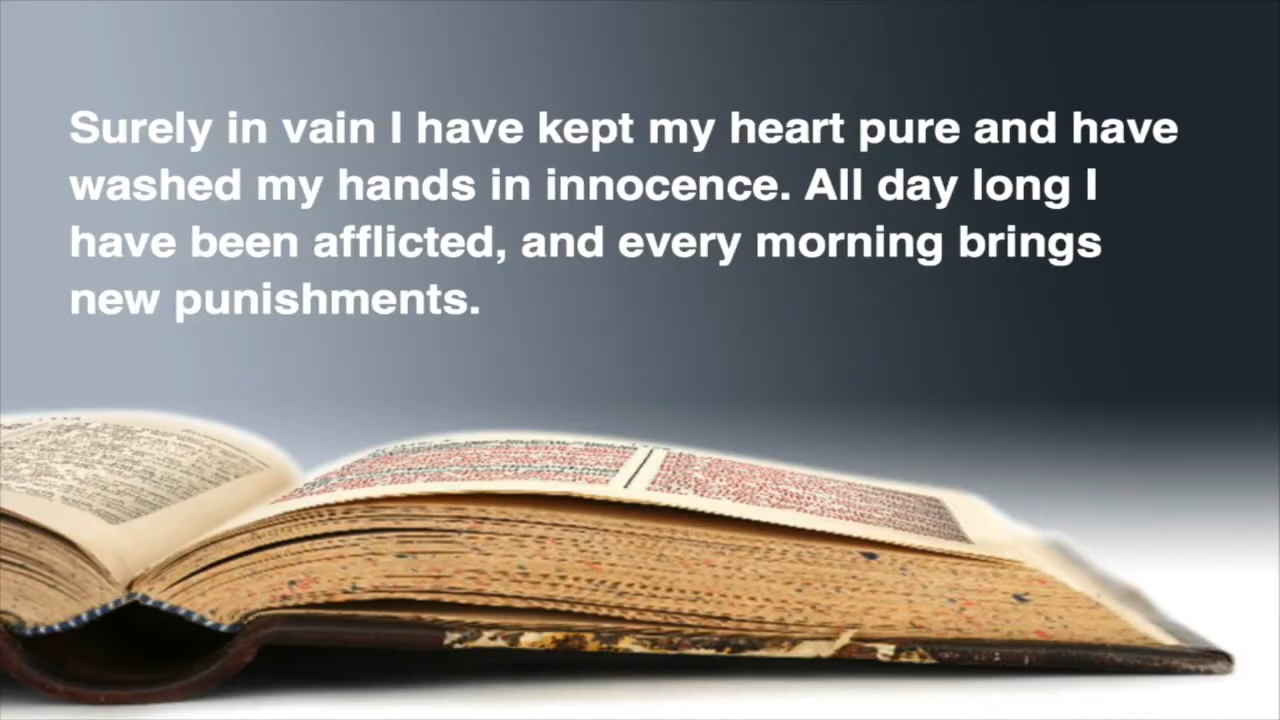 Surely in vain I have kept my heart pure and have
washed my hands in innocence. All day long I
have been afflicted, and every morning brings
new punishments.